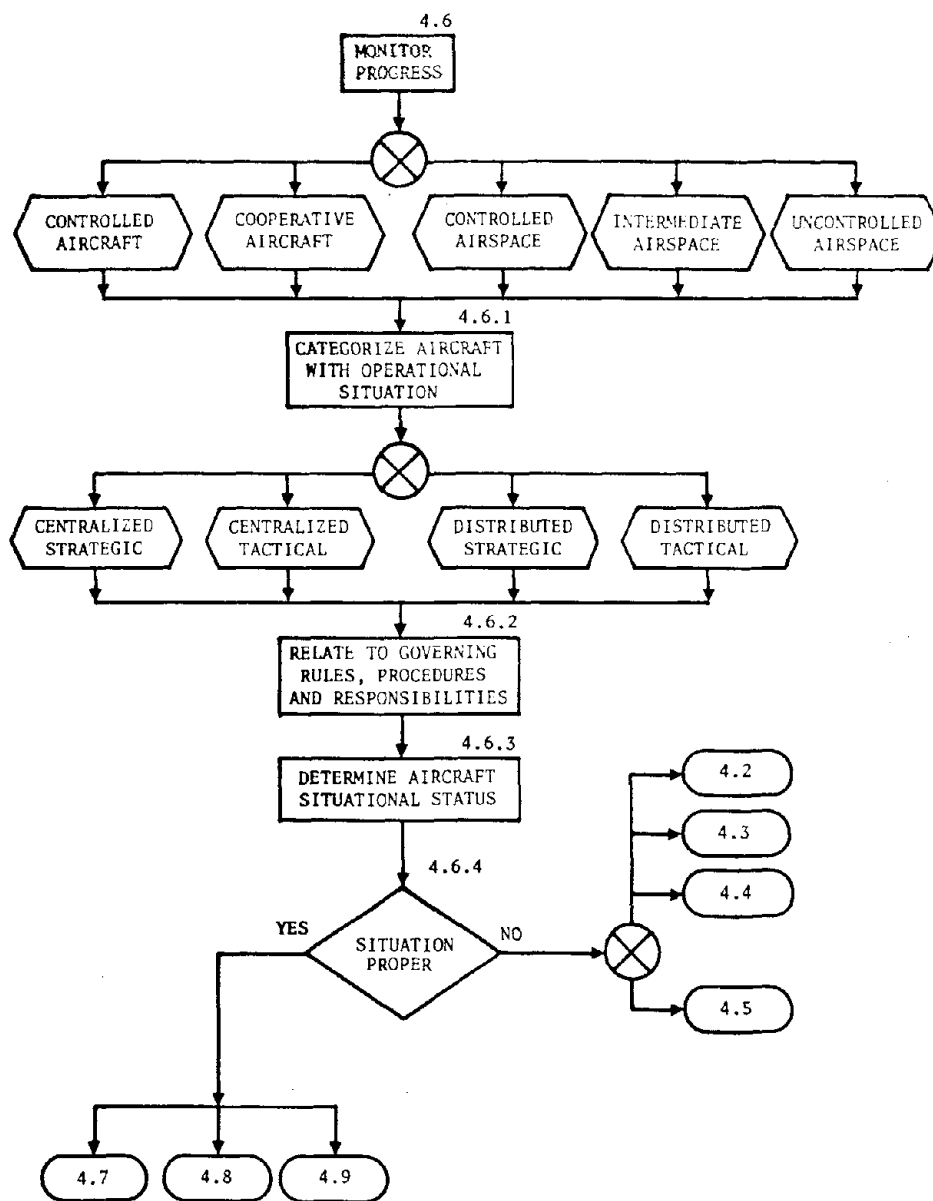 4.6
MONITOR
PROGRESS
CONTROLLED
AIRCRAFT
COOPERATIVE
AIRCRAFT
CONTROLLED
AIRSPACE
INTERMEDIATE
AIRSPACE
UNCONTROLLED
AIRSPACE
4.6.1
CATEGORIZE AIRCRAFT
WITH OPERATIONAL
SITUATION
CENTRALIZED
STRATEGIC
CENTRALIZED
TACTICAL
DISTRIBUTED
STRATEGIC
DISTRIBUTED
TACTICAL
4.6.2
RELATE TO GOVERNING
RULES, PROCEDURES
AND RESPONSIBILITIES
4.6.3
DETERMINE AIRCRAFT
SITUATIONAL STATUS
4.2
4.3
4.4
4.6.4
YES
SITUATION
PROPER
NO
4.5
4.7
4.8
4.9